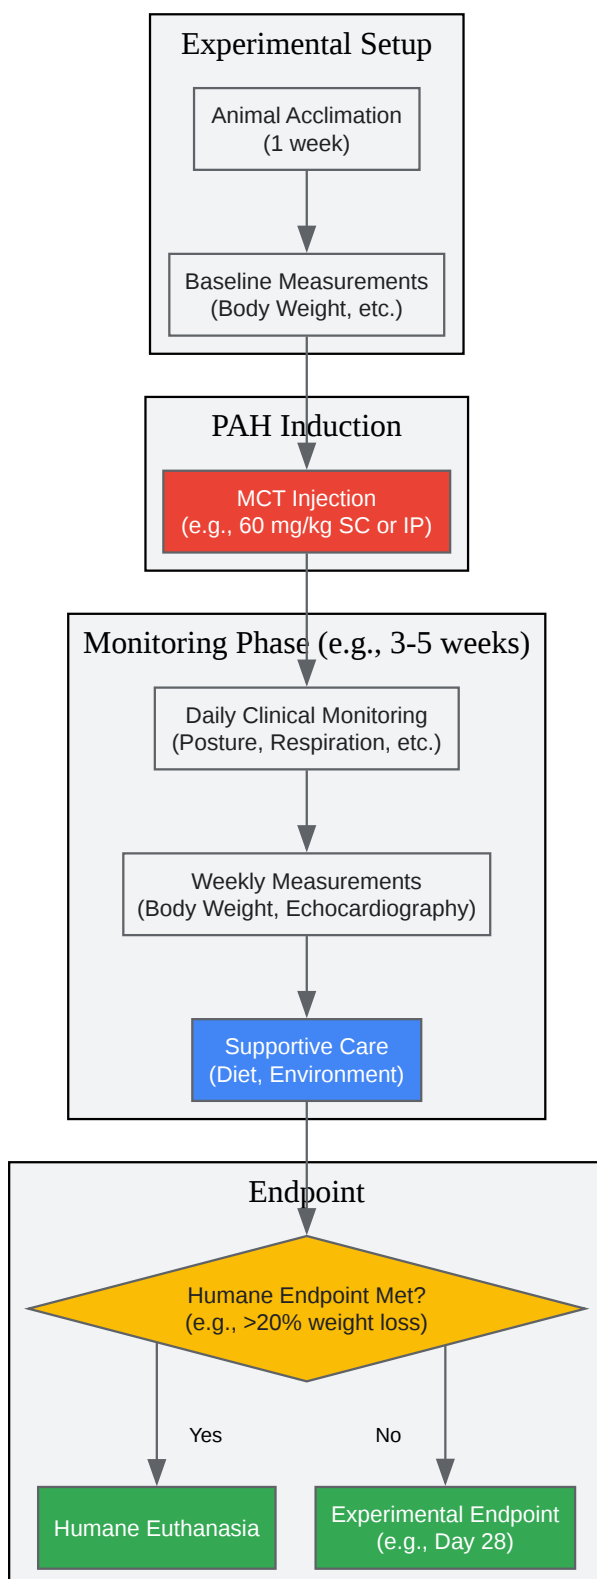 Experimental Setup
Animal Acclimation
(1 week)
Baseline Measurements
(Body Weight, etc.)
PAH Induction
MCT Injection
(e.g., 60 mg/kg SC or IP)
Monitoring Phase (e.g., 3-5 weeks)
Daily Clinical Monitoring
(Posture, Respiration, etc.)
Weekly Measurements
(Body Weight, Echocardiography)
Supportive Care
(Diet, Environment)
Endpoint
Humane Endpoint Met?
(e.g., >20% weight loss)
Yes
No
Humane Euthanasia
Experimental Endpoint
(e.g., Day 28)